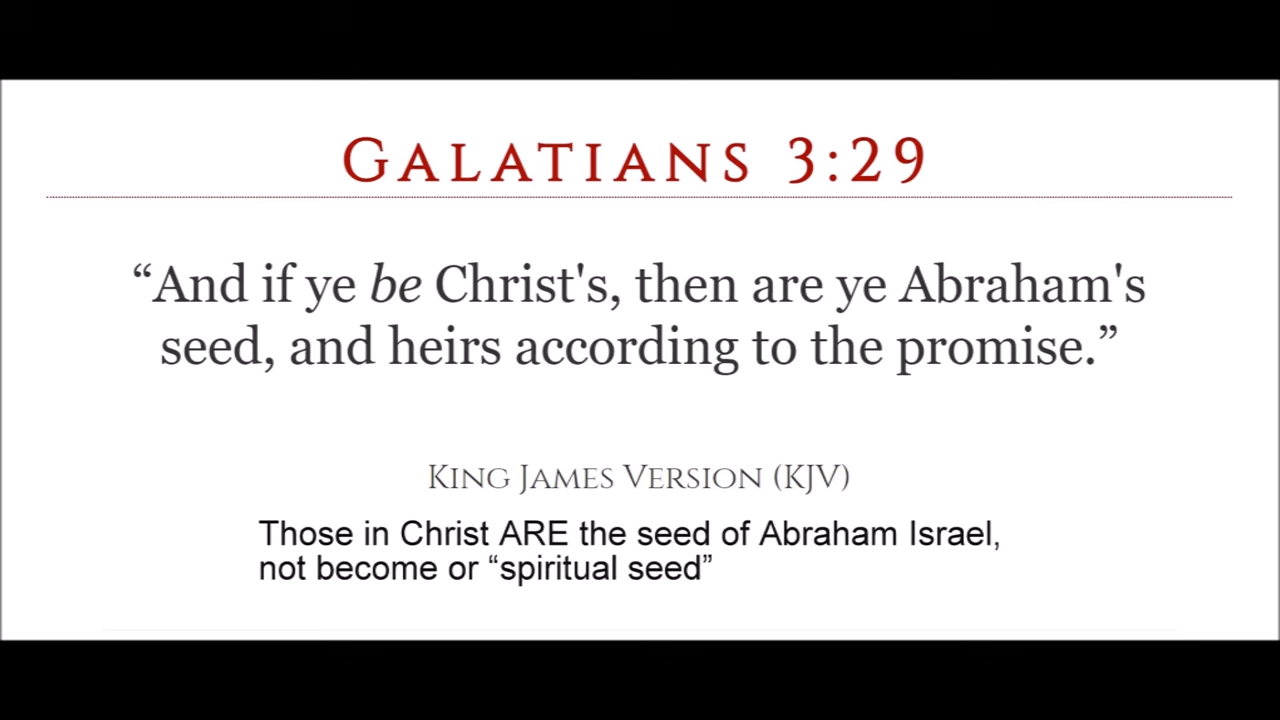 GALATIANS 3:29
“And if ye be Christ's, then are ye Abraham's
seed, and heirs according to the promise.”
KING JAMES VERSION (KJV)
Those in Christ ARE the seed of Abraham Israel,
not become or “spiritual seed”